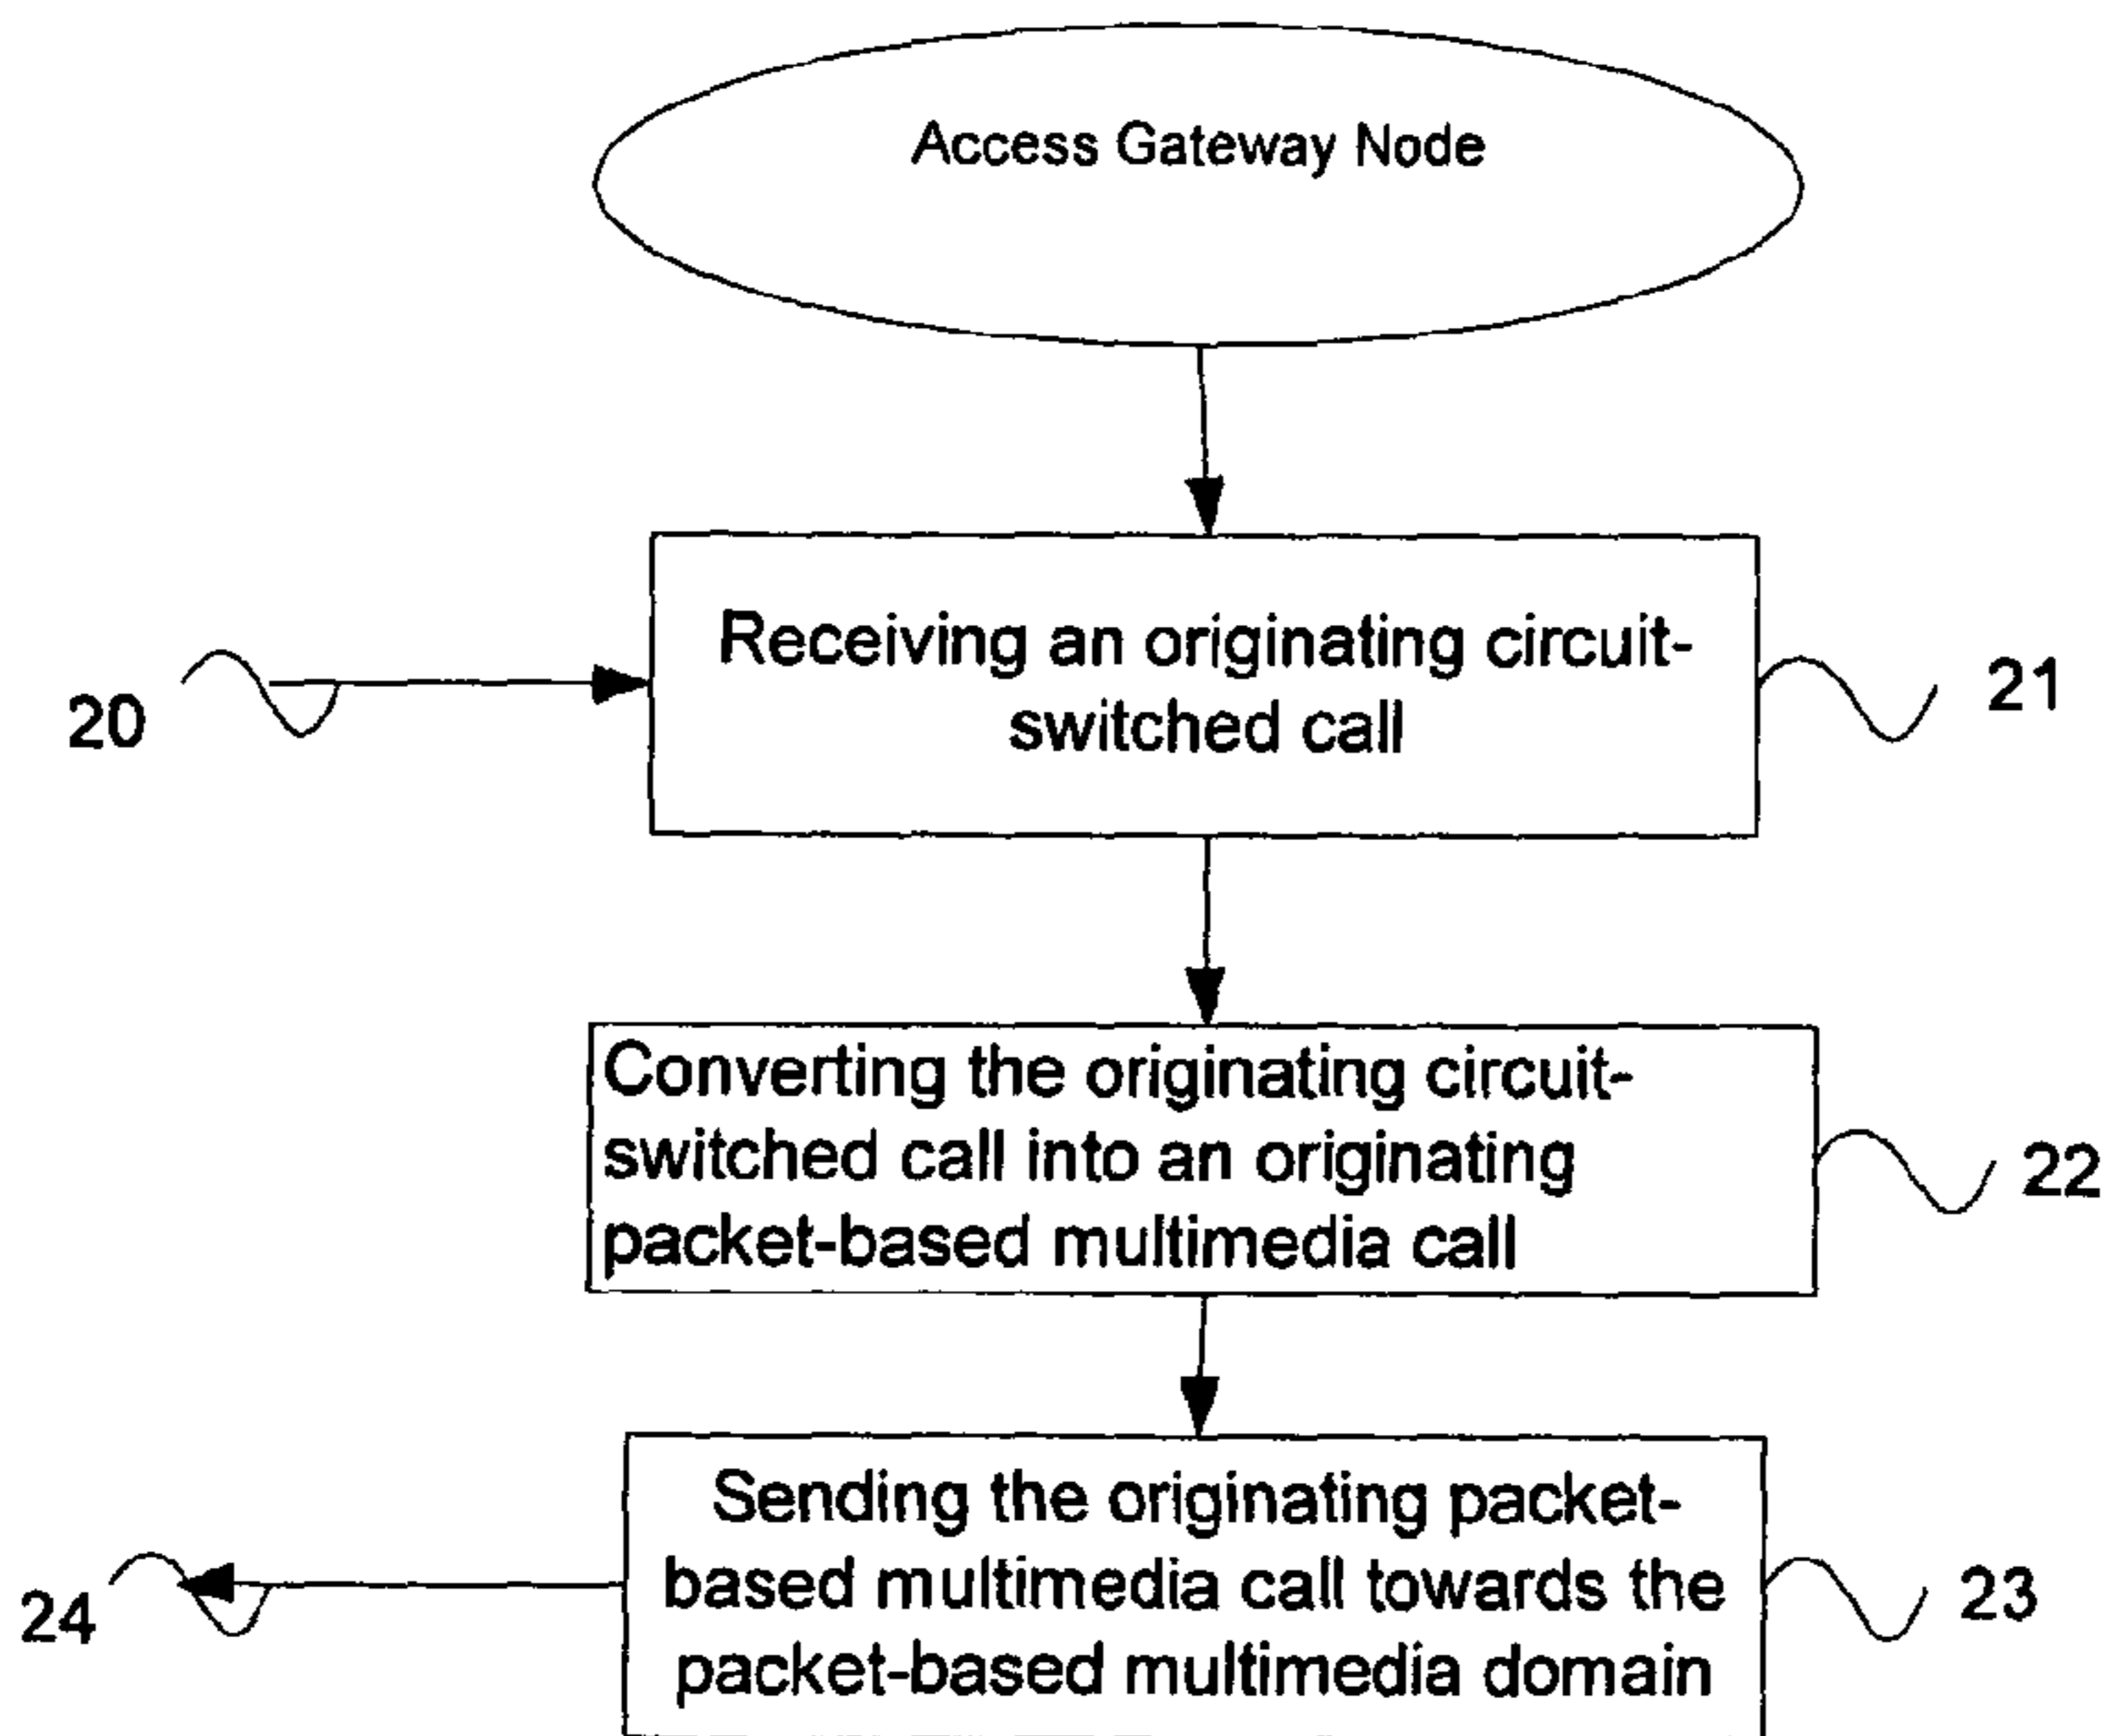 Access Gateway Node
Receiving an originating circuit-
switched call
20
21
Converting the originating circuit-
switched call into an originating
packet-based multimedia call
22
Sending the originating packet-
based multimedia call towards the
packet-based multimedia domain
24
23